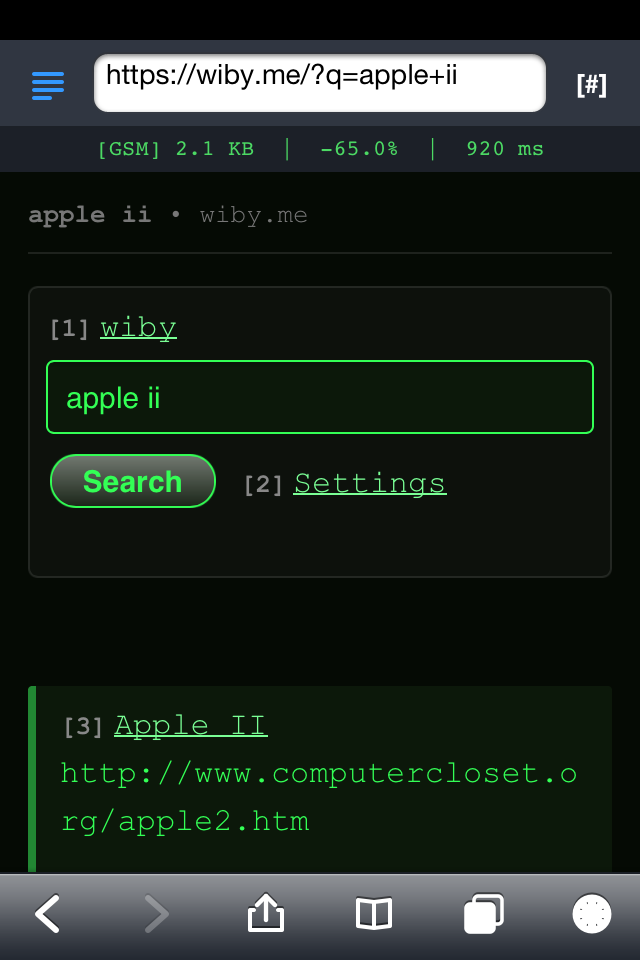 https://wiby.me/?q=apple+ii
[#]
[GSM] 2.1 KB | -65.0% | 920 ms
apple ii • wiby.me
[1] wiby
apple ii
Search [2] Settings
[3] Apple II
http://www.computercloset.o
rg/apple2.htm